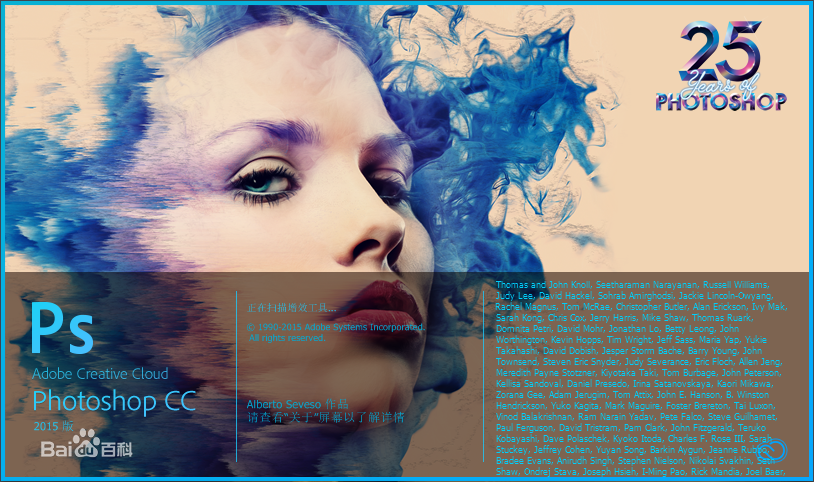 25
Years of
PHOTOSHOP
Ps
Adobe Creative Cloud
Photoshop CC
2015 版
Bai du 百科
正在扫描增效工具...
© 1990-2015 Adobe Systems Incorporated.
All rights reserved.
Alberto Seveso 作品
请查看“关于”屏幕以了解详情
Thomas and John Knoll, Seetharaman Narayanan, Russell Williams,
Judy Lee, David Hackel, Sohrab Amirghodsi, Jackie Lincoln-Owyang,
Rachel Magnus, Tom McRae, Christopher Butler, Alan Erickson, Ivy Mak,
Sarah Kong, Chris Cox, Jerry Harris, Mike Shaw, Thomas Ruark,
Domnita Petri, David Mohr, Jonathan Lo, Betty Leong, John
Worthington, Kevin Hopps, Tim Wright, Jeff Sass, Maria Yap, Yukie
Takahashi, David Dobish, Jesper Storm Bache, Barry Young, John
Townsend, Steven Eric Snyder, Judy Severance, Eric Floch, Allen Jeng,
Meredith Payne Stotzner, Kiyotaka Taki, Tom Burbage, John Peterson,
Kellisa Sandoval, Daniel Presedo, Irina Satanovskaya, Kaori Mikawa,
Zorana Gee, Adam Jerugim, Tom Attix, John E. Hanson, B. Winston
Hendrickson, Yuko Kagita, Mark Maguire, Foster Brereton, Tai Luxon,
Vinod Balakrishnan, Ram Narain Yadav, Pete Falco, Steve Guilhamet,
Paul Ferguson, David Tristram, Pam Clark, John Fitzgerald, Teruko
Kobayashi, Dave Polaschek, Kyoko Itoda, Charles F. Rose III, Sarah
Stuckey, Jeffrey Cohen, Yuyan Song, Barkin Aygun, Jeanne Rubbo,
Bradee Evans, Anirudh Singh, Stephen Nielson, Nikolai Svakhin, Seth
Shaw, Ondrej Stava, Joseph Hsieh, I-Ming Pao, Rick Mandia, Joel Baer,